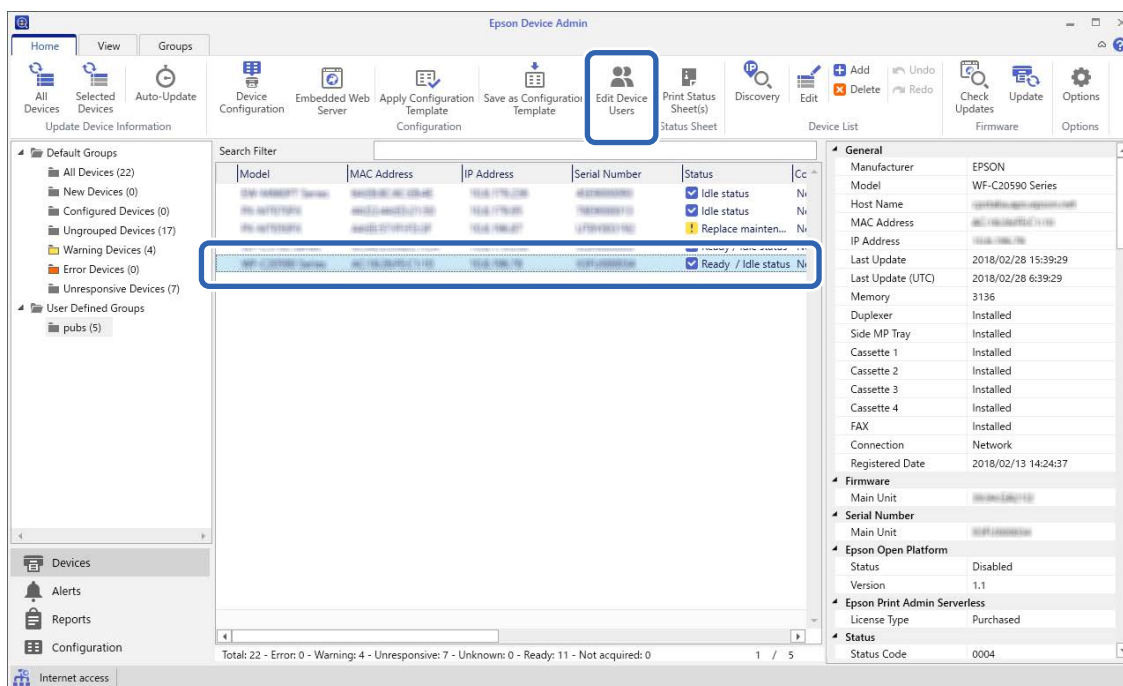 Epson Device Admin
Home View Groups
All Devices
Selected Devices
Auto-Update
Update Device Information
Device Configuration
Embedded Web Server
Apply Configuration Template
Save as Configuration Template
Configuration
Edit Device Users
Print Status Sheet(s)
Status Sheet
Discovery
Edit
Add
Delete
Undo
Redo
Device List
Check Updates
Update
Firmware
Options
Options
Default Groups
All Devices (22)
New Devices (0)
Configured Devices (0)
Ungrouped Devices (17)
Warning Devices (4)
Error Devices (0)
Unresponsive Devices (7)
User Defined Groups
pubs (5)
Devices
Alerts
Reports
Configuration
Search Filter
Model MAC Address IP Address Serial Number Status
Idle status
Idle status
Replace mainten...
Ready / Idle status
Ready / Idle status
Total: 22 - Error: 0 - Warning: 4 - Unresponsive: 7 - Unknown: 0 - Ready: 11 - Not acquired: 0 1 / 5
General
Manufacturer EPSON
Model WF-C20590 Series
Host Name
MAC Address
IP Address
Last Update 2018/02/28 15:39:29
Last Update (UTC) 2018/02/28 6:39:29
Memory 3136
Duplexer Installed
Side MP Tray Installed
Cassette 1 Installed
Cassette 2 Installed
Cassette 3 Installed
Cassette 4 Installed
FAX Installed
Connection Network
Registered Date 2018/02/13 14:24:37
Firmware
Main Unit
Serial Number
Main Unit
Epson Open Platform
Status Disabled
Version 1.1
Epson Print Admin Serverless
License Type Purchased
Status
Status Code 0004
Internet access